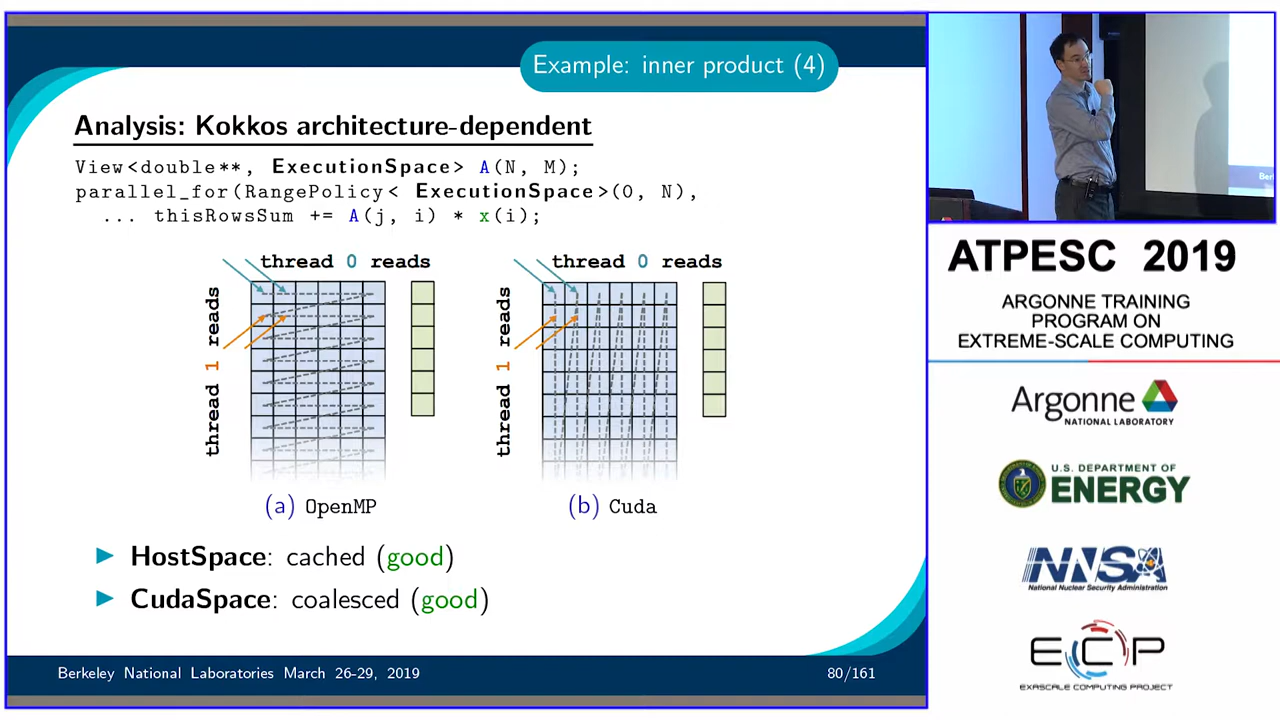 Example: inner product (4)
Analysis: Kokkos architecture-dependent
View<double**, ExecutionSpace> A(N, M);
parallel_for(RangePolicy< ExecutionSpace>(0, N),
... thisRowsSum += A(j, i) * x(i);
thread 0 reads
thread 1 reads
(a) OpenMP
thread 0 reads
thread 1 reads
(b) Cuda
HostSpace: cached (good)
CudaSpace: coalesced (good)
Berkeley National Laboratories March 26-29, 2019
80/161
Ber
ATPESC 2019
ARGONNE TRAINING
PROGRAM ON
EXTREME-SCALE COMPUTING
Argonne
NATIONAL LABORATORY
U.S. DEPARTMENT OF
ENERGY
NNSA
National Nuclear Security Administration
ECP
EXASCALE COMPUTING PROJECT